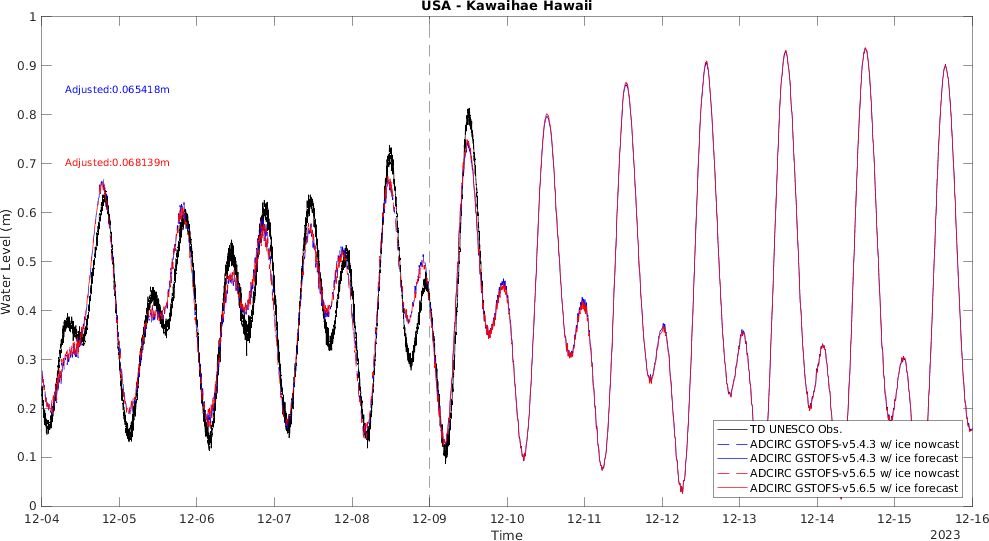 USA - Kawaihae Hawaii
1
0.9
0.8
0.7
0.6
0.5
0.4
0.3
0.2
0.1
0
Water Level (m)
Adjusted:0.065418m
Adjusted:0.068139m
TD UNESCO Obs.
ADCIRC GSTOFS-v5.4.3 w/ ice nowcast
ADCIRC GSTOFS-v5.4.3 w/ ice forecast
ADCIRC GSTOFS-v5.6.5 w/ ice nowcast
ADCIRC GSTOFS-v5.6.5 w/ ice forecast
12-04 12-05 12-06 12-07 12-08 12-09 12-10 12-11 12-12 12-13 12-14 12-15 12-16
Time
2023